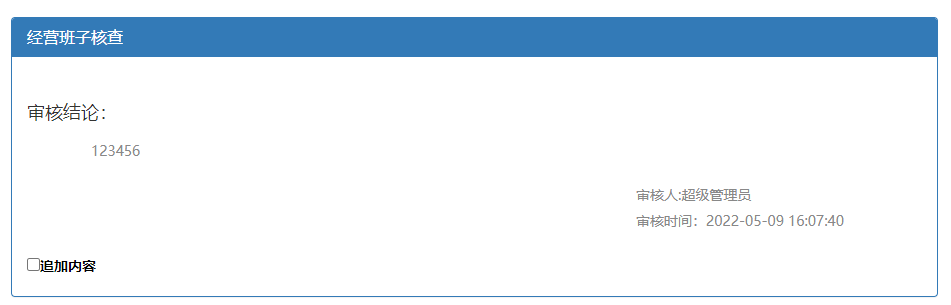 经营班子核查
审核结论：
123456
审核人:超级管理员
审核时间：2022-05-09 16:07:40
追加内容